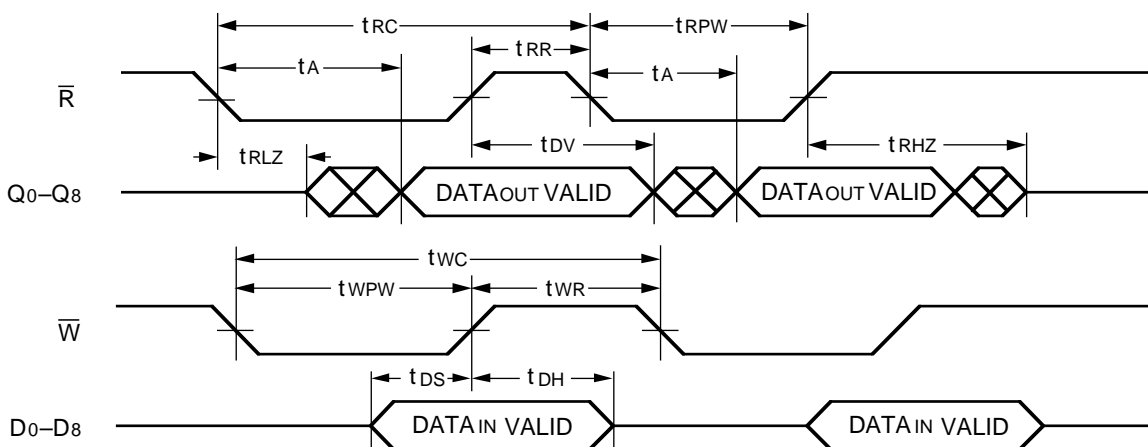 tRC tRPW
tA tRR tA
R̅
tRLZ tDV tRHZ
Q0–Q8 DATAOUT VALID DATAOUT VALID
tWC
tWPW tWR
W̅
tDS tDH
D0–D8 DATAIN VALID DATAIN VALID